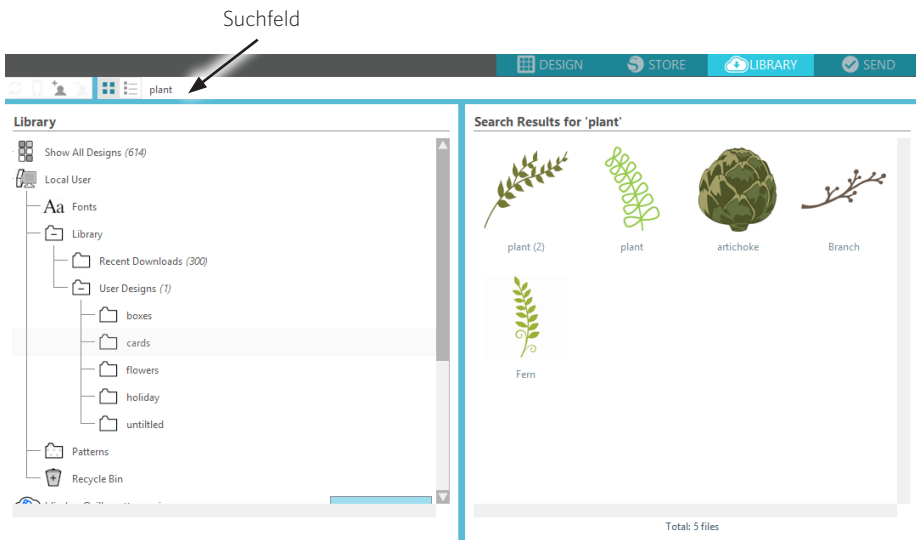 Suchfeld
DESIGN STORE LIBRARY SEND
plant
Library
Show All Designs (614)
Local User
Aa Fonts
Library
Recent Downloads (300)
User Designs (1)
boxes
cards
flowers
holiday
untiltled
Patterns
Recycle Bin
Search Results for 'plant'
plant (2) plant artichoke Branch
Fern
Total: 5 files